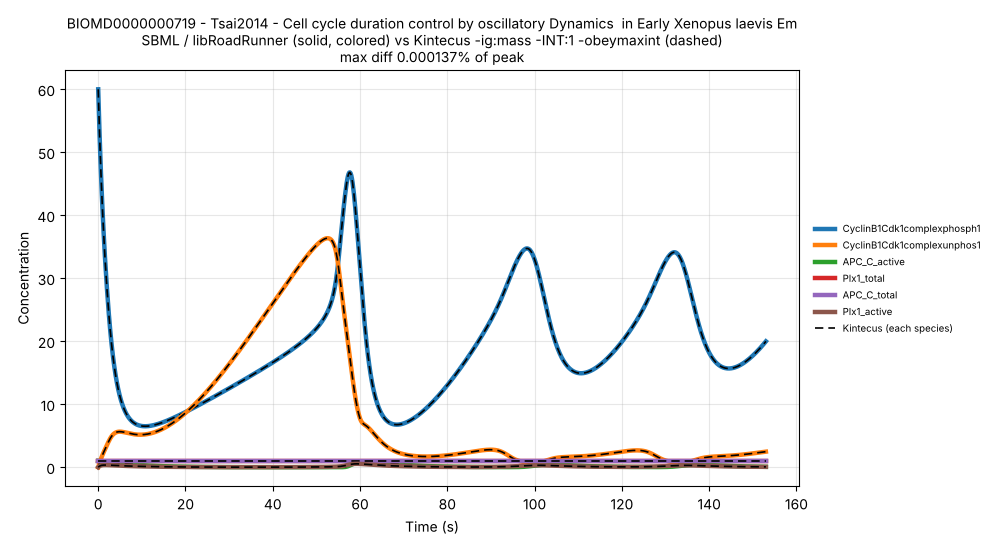 BIOMD0000000719 - Tsai2014 - Cell cycle duration control by oscillatory Dynamics  in Early Xenopus laevis Em
SBML / libRoadRunner (solid, colored) vs Kintecus -ig:mass -INT:1 -obeymaxint (dashed)
max diff 0.000137% of peak
Concentration
60
50
40
30
20
10
0
0 20 40 60 80 100 120 140 160
Time (s)
CyclinB1Cdk1complexphosph1
CyclinB1Cdk1complexunphos1
APC_C_active
Plx1_total
APC_C_total
Plx1_active
Kintecus (each species)